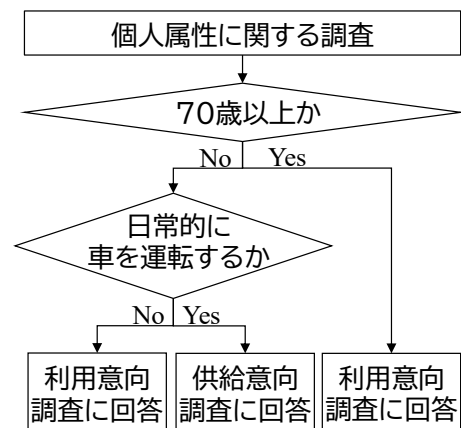 個人属性に関する調査
70歳以上か
No Yes
日常的に
車を運転するか
No Yes
利用意向
調査に回答
供給意向
調査に回答
利用意向
調査に回答